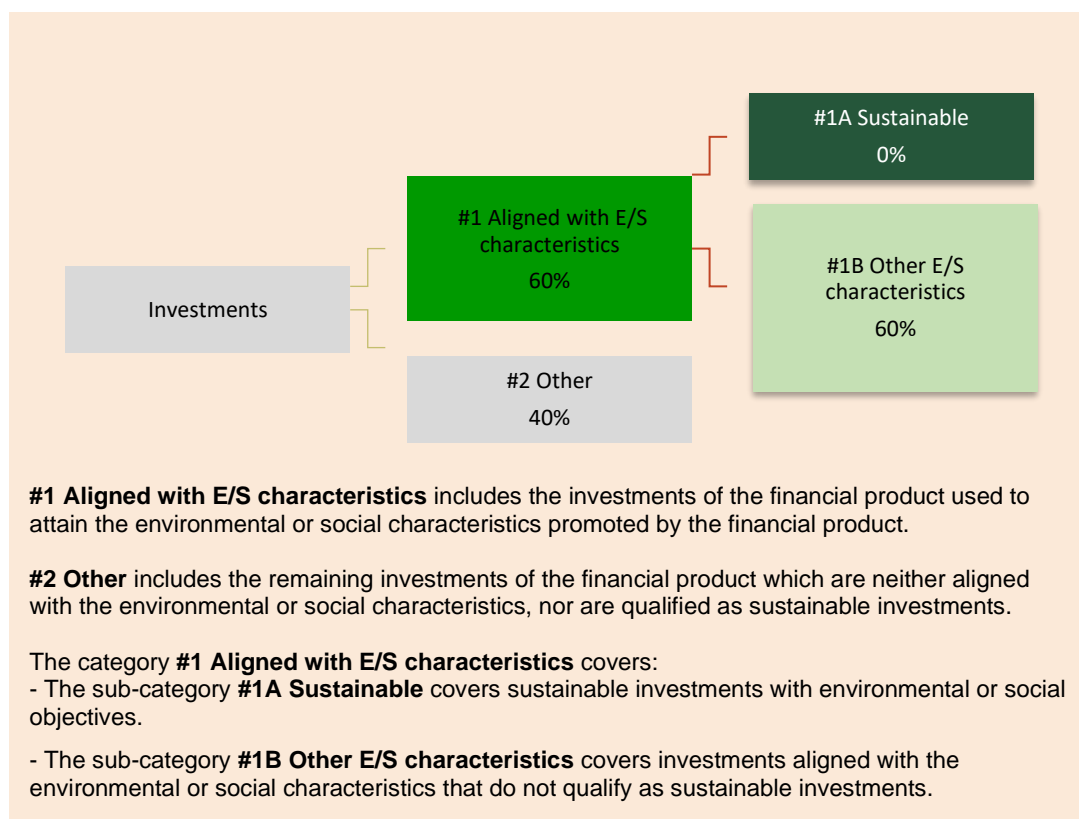 #1A Sustainable
0%
#1 Aligned with E/S
characteristics
60%
#1B Other E/S
characteristics
60%
Investments
#2 Other
40%
#1 Aligned with E/S characteristics includes the investments of the financial product used to
attain the environmental or social characteristics promoted by the financial product.
#2 Other includes the remaining investments of the financial product which are neither aligned
with the environmental or social characteristics, nor are qualified as sustainable investments.
The category #1 Aligned with E/S characteristics covers:
- The sub-category #1A Sustainable covers sustainable investments with environmental or social
objectives.
- The sub-category #1B Other E/S characteristics covers investments aligned with the
environmental or social characteristics that do not qualify as sustainable investments.